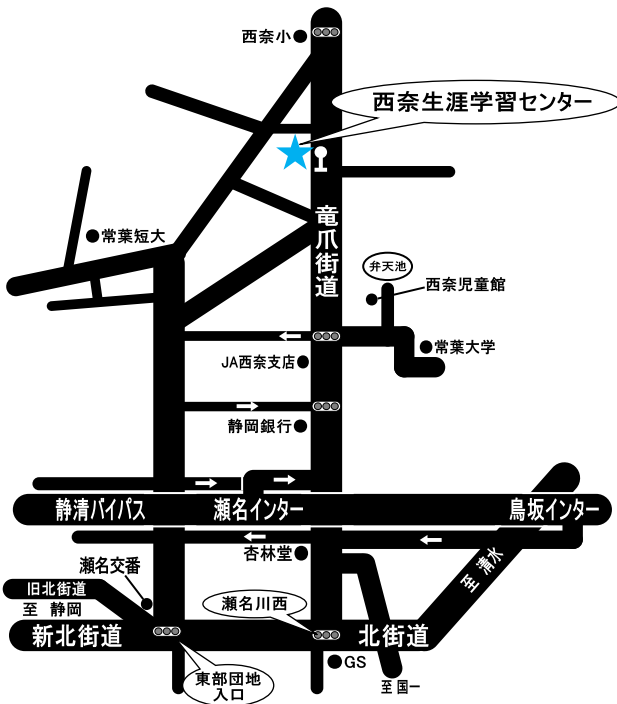 西奈小
西奈生涯学習センター
竜爪街道
常葉短大
弁天池
西奈児童館
常葉大学
JA西奈支店
静岡銀行
静清バイパス
瀬名インター
鳥坂インター
杏林堂
至 清水
瀬名交番
旧北街道
至 静岡
瀬名川西
新北街道
北街道
GS
東部団地
入口
至 国一